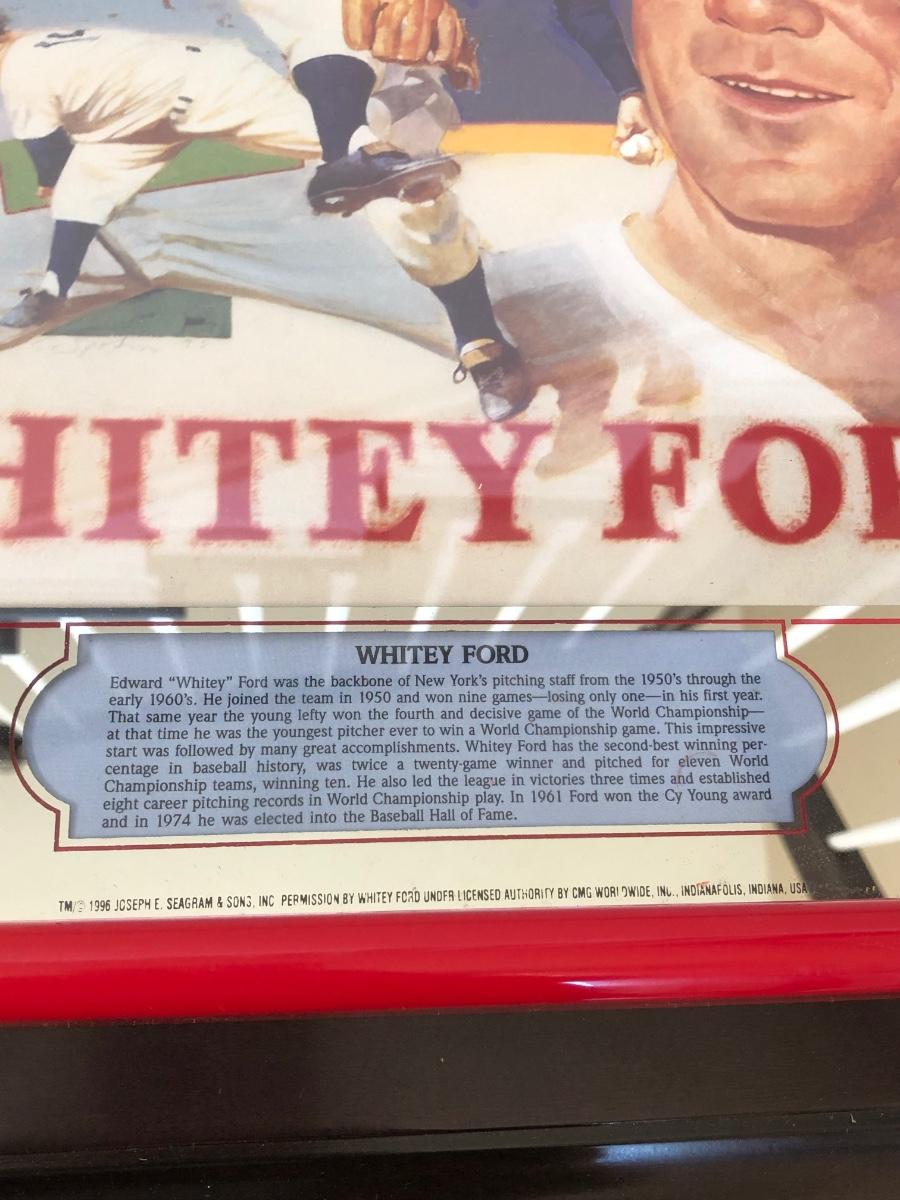 HITEY FO
WHITEY FORD
Edward “Whitey” Ford was the backbone of New York's pitching staff from the 1950's through the
early 1960's. He joined the team in 1950 and won nine games—losing only one—in his first year.
That same year the young lefty won the fourth and decisive game of the World Championship—
at that time he was the youngest pitcher ever to win a World Championship game. This impressive
start was followed by many great accomplishments. Whitey Ford has the second-best winning per-
centage in baseball history, was twice a twenty-game winner and pitched for eleven World
Championship teams, winning ten. He also led the league in victories three times and established
eight career pitching records in World Championship play. In 1961 Ford won the Cy Young award
and in 1974 he was elected into the Baseball Hall of Fame.
TM/© 1996 JOSEPH E. SEAGRAM & SONS, INC PERMISSION BY WHITEY FORD UNDER LICENSED AUTHORITY BY CMG WORLDWIDE, INC., INDIANAPOLIS, INDIANA, USA